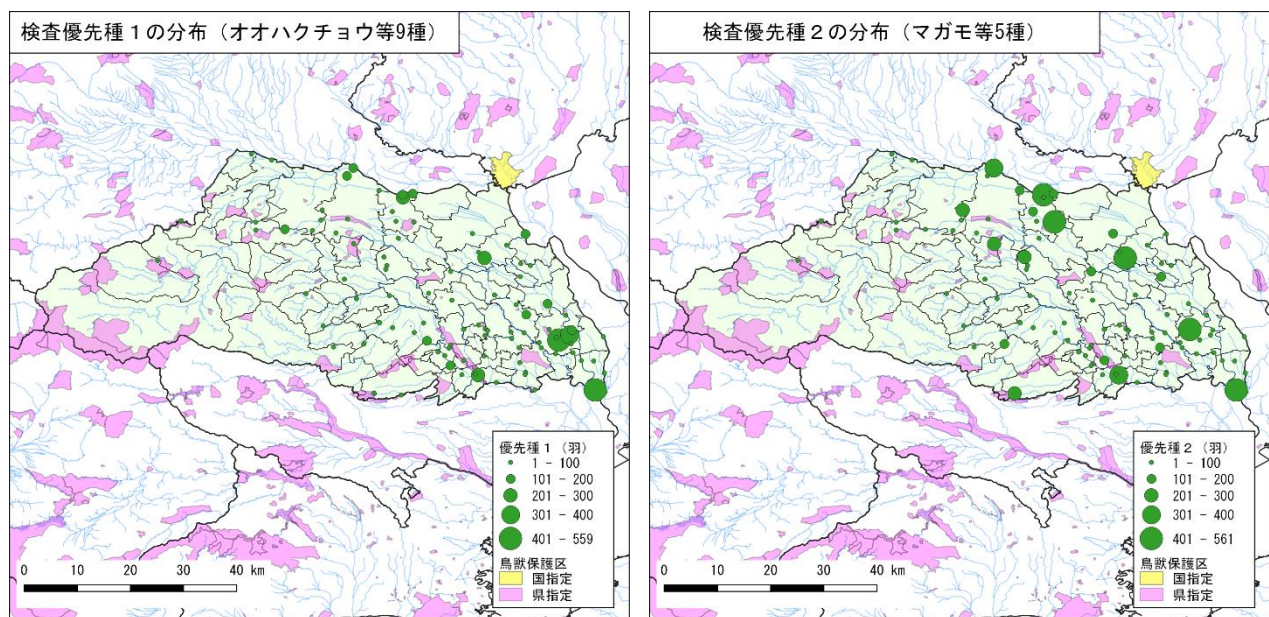 検査優先種１の分布（オオハクチョウ等9種）
優先種１（羽）
1 - 100
101 - 200
201 - 300
301 - 400
401 - 559
鳥獣保護区
国指定
県指定
0 10 20 30 40 km
検査優先種２の分布（マガモ等5種）
優先種２（羽）
1 - 100
101 - 200
201 - 300
301 - 400
401 - 561
鳥獣保護区
国指定
県指定
0 10 20 30 40 km